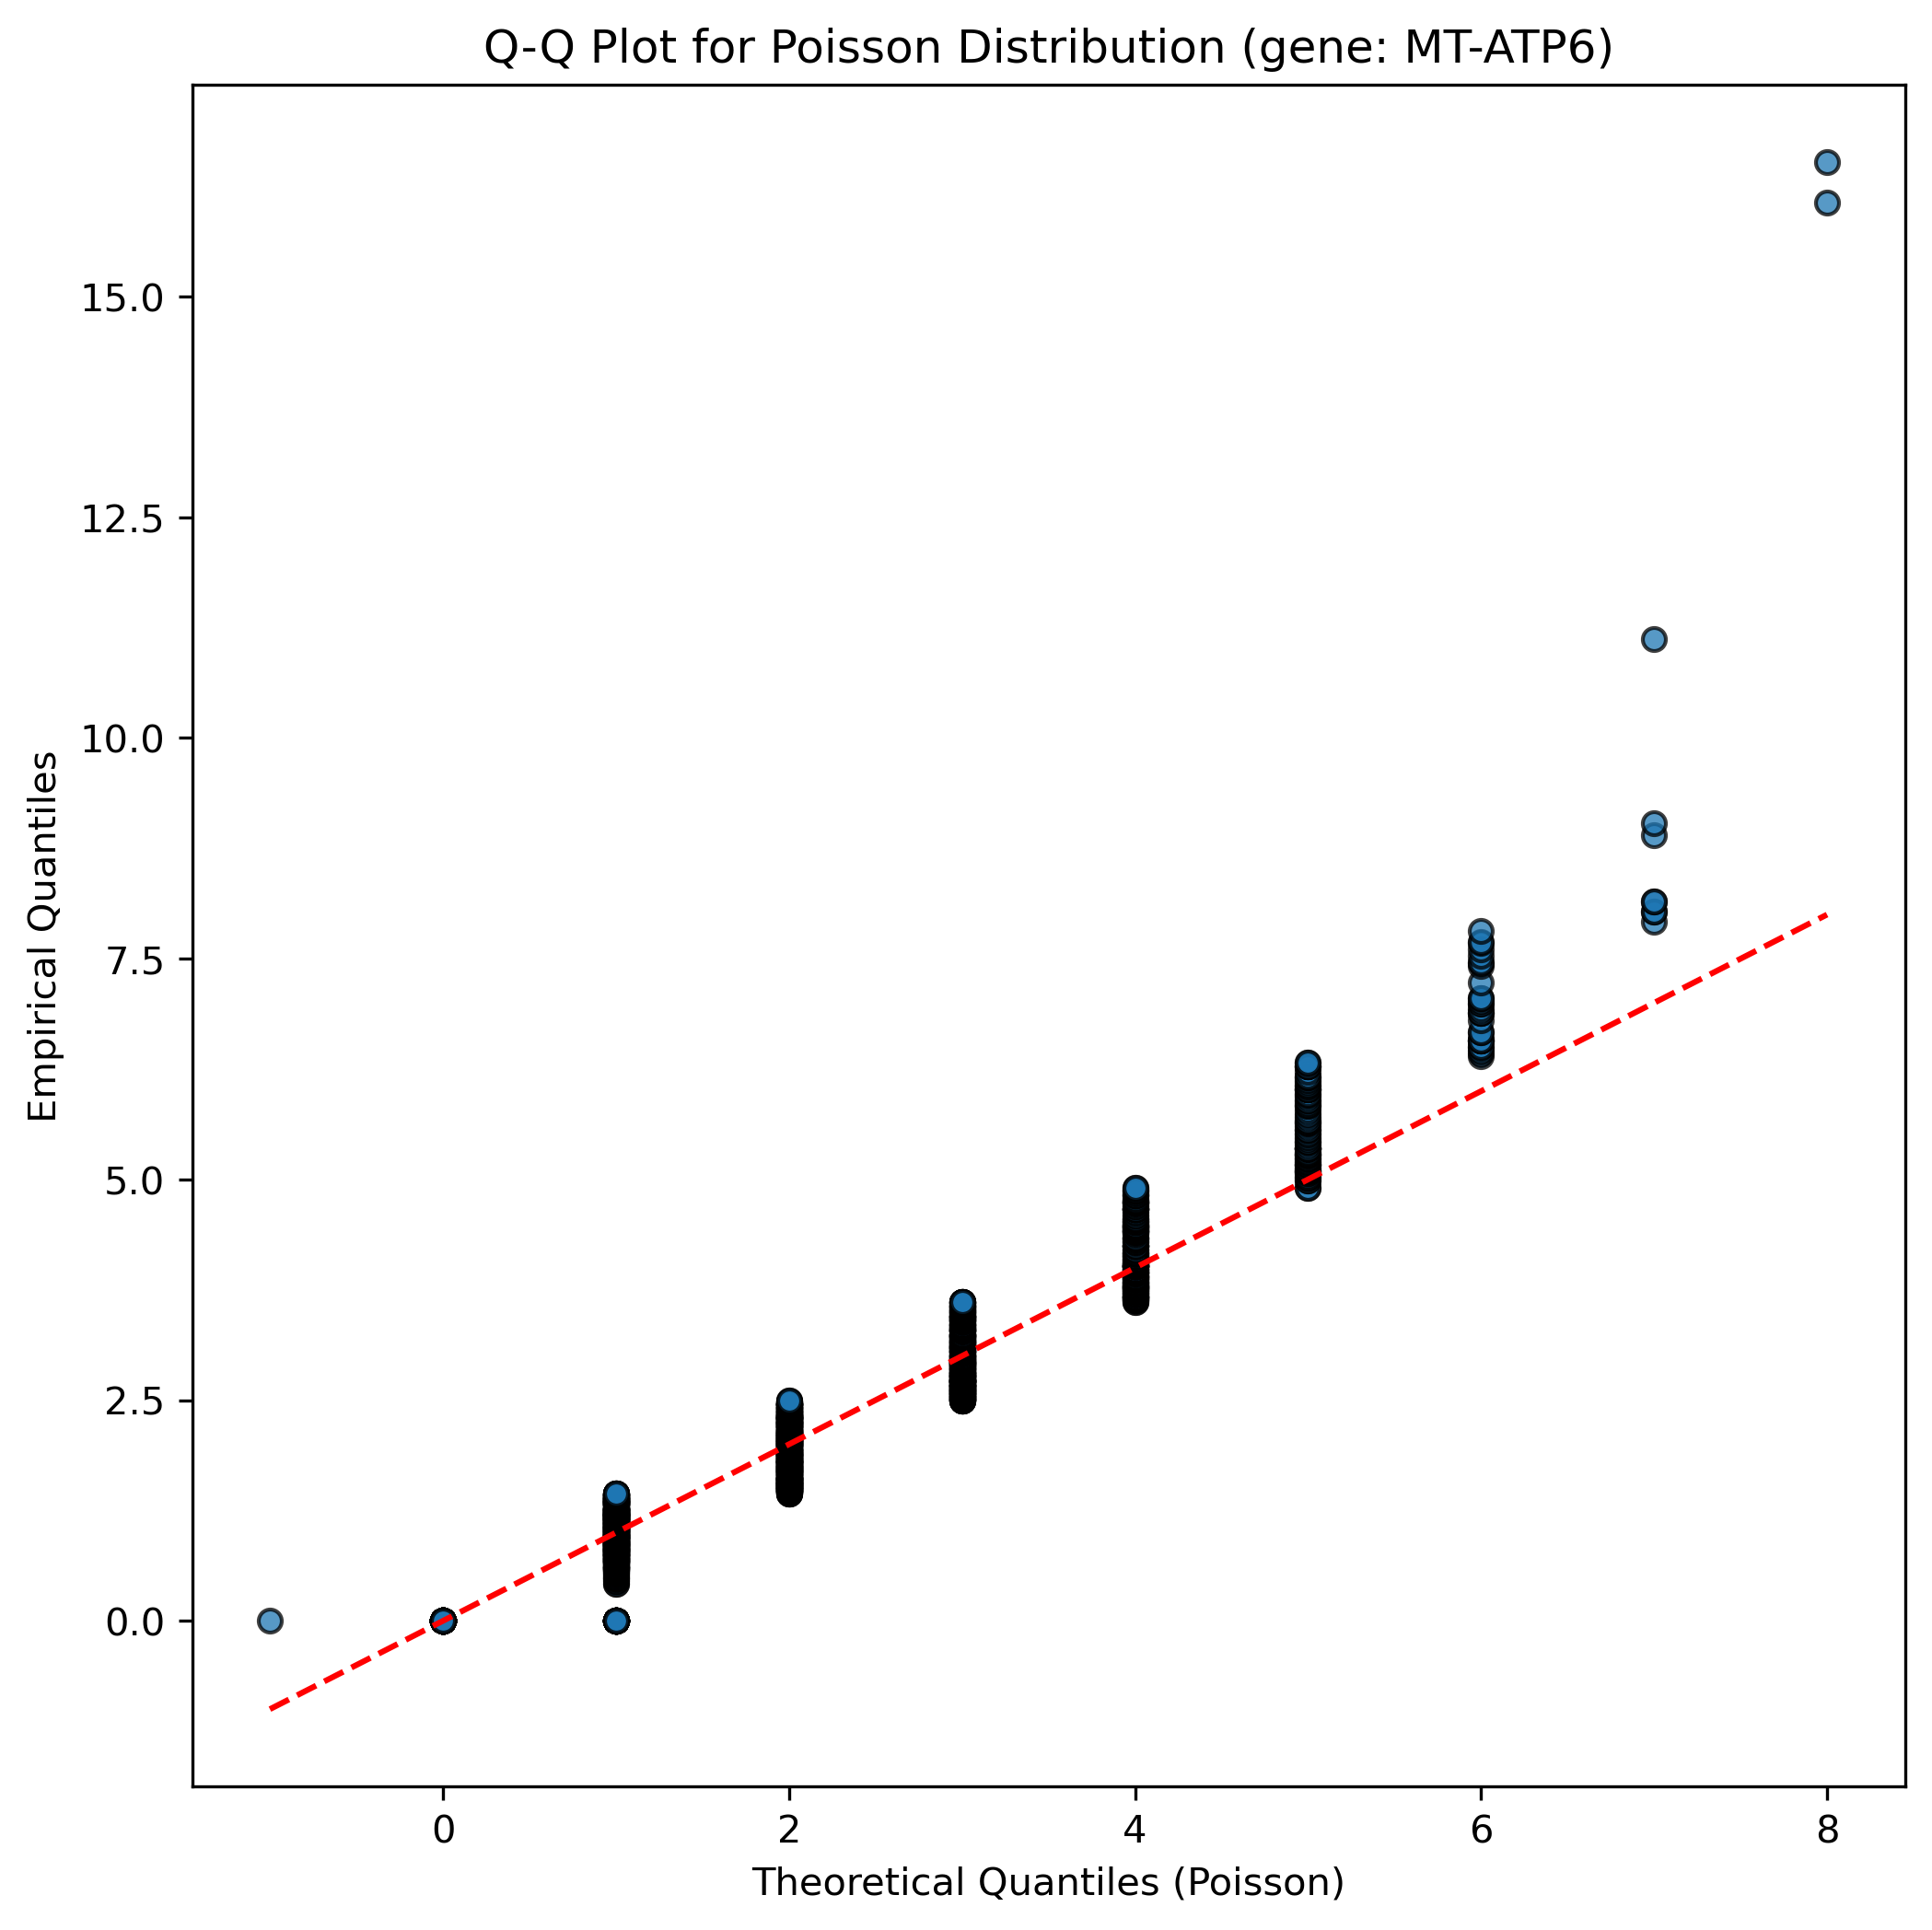 Q-Q Plot for Poisson Distribution (gene: MT-ATP6)
Empirical Quantiles
15.0
12.5
10.0
7.5
5.0
2.5
0.0
0 2 4 6 8
Theoretical Quantiles (Poisson)